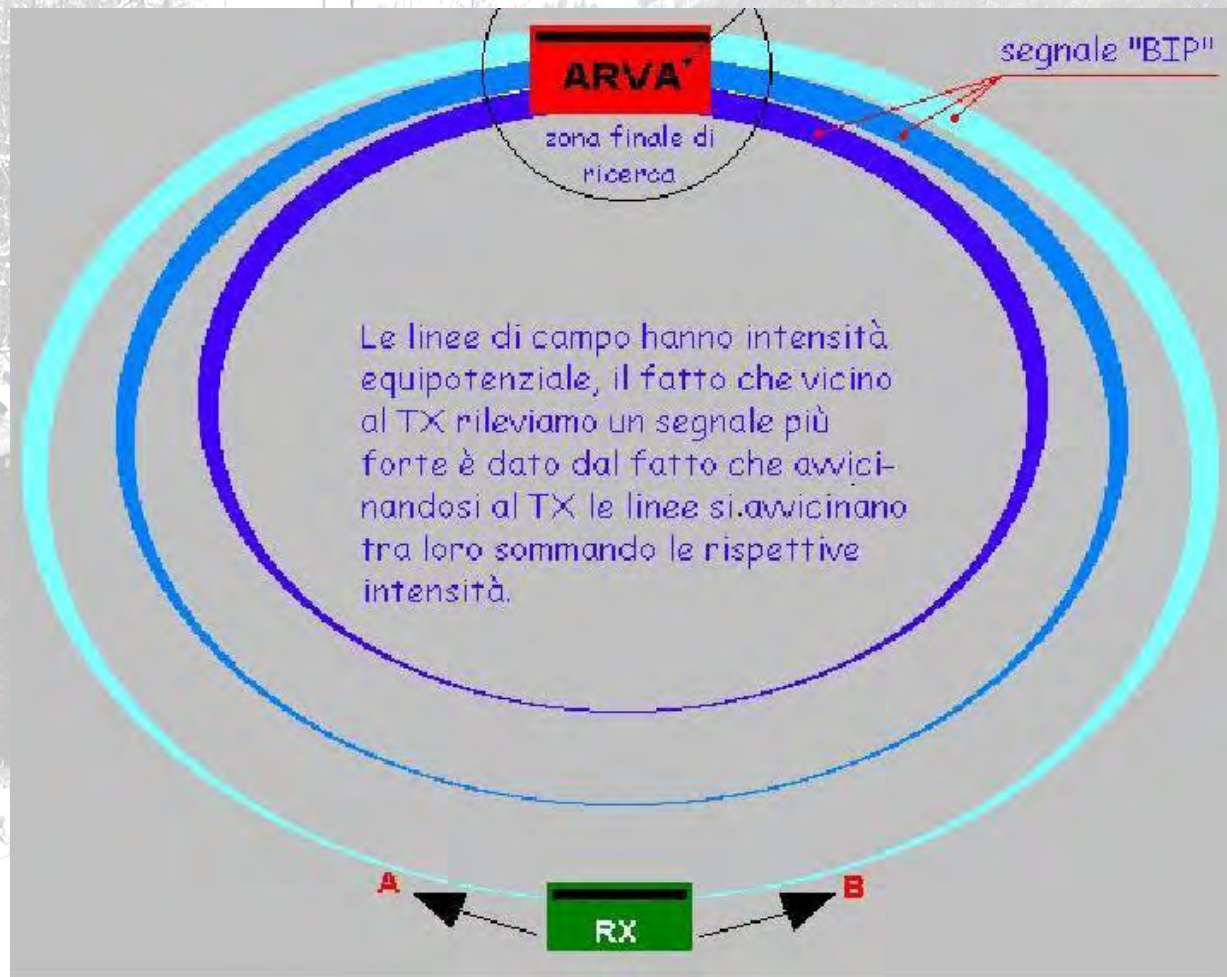 segnale "BIP"
ARVA
zona finale di
ricerca
Le linee di campo hanno intensità
equipotenziale, il fatto che vicino
al TX rileviamo un segnale più
forte è dato dal fatto che avvici-
nandosi al TX le linee si.avvicinano
tra loro sommando le rispettive
intensità.
A
B
RX